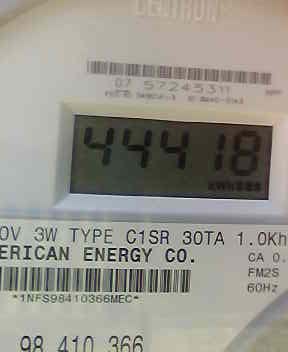 CENTRON
07 57245311
44418
0V 3W TYPE C1SR 30TA 1.0Kh
ERICAN ENERGY CO.
CA 0.
FM2S
*1NFS98410366MEC*
60Hz
98 410 366